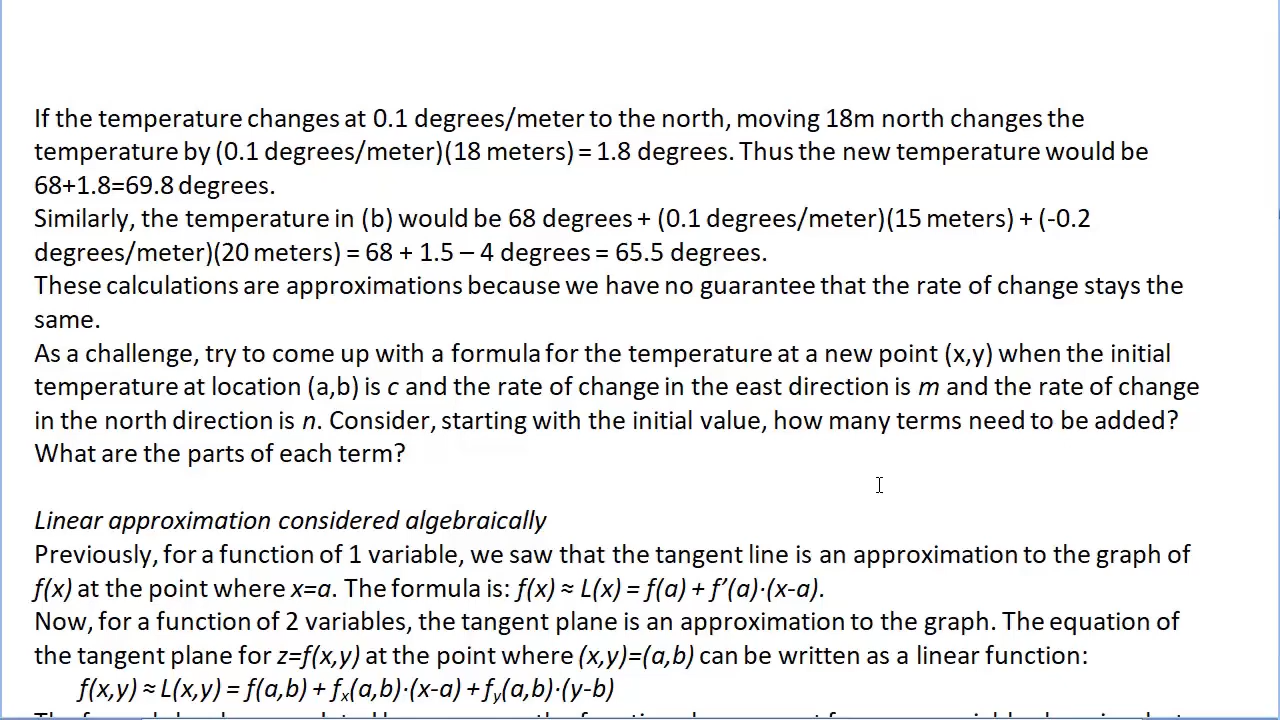 If the temperature changes at 0.1 degrees/meter to the north, moving 18m north changes the
temperature by (0.1 degrees/meter)(18 meters) = 1.8 degrees. Thus the new temperature would be
68+1.8=69.8 degrees.
Similarly, the temperature in (b) would be 68 degrees + (0.1 degrees/meter)(15 meters) + (-0.2
degrees/meter)(20 meters) = 68 + 1.5 – 4 degrees = 65.5 degrees.
These calculations are approximations because we have no guarantee that the rate of change stays the
same.
As a challenge, try to come up with a formula for the temperature at a new point (x,y) when the initial
temperature at location (a,b) is c and the rate of change in the east direction is m and the rate of change
in the north direction is n. Consider, starting with the initial value, how many terms need to be added?
What are the parts of each term?
Linear approximation considered algebraically
Previously, for a function of 1 variable, we saw that the tangent line is an approximation to the graph of
f(x) at the point where x=a. The formula is: f(x) ≈ L(x) = f(a) + f’(a)·(x-a).
Now, for a function of 2 variables, the tangent plane is an approximation to the graph. The equation of
the tangent plane for z=f(x,y) at the point where (x,y)=(a,b) can be written as a linear function:
f(x,y) ≈ L(x,y) = f(a,b) + fₓ(a,b)·(x-a) + f_y(a,b)·(y-b)